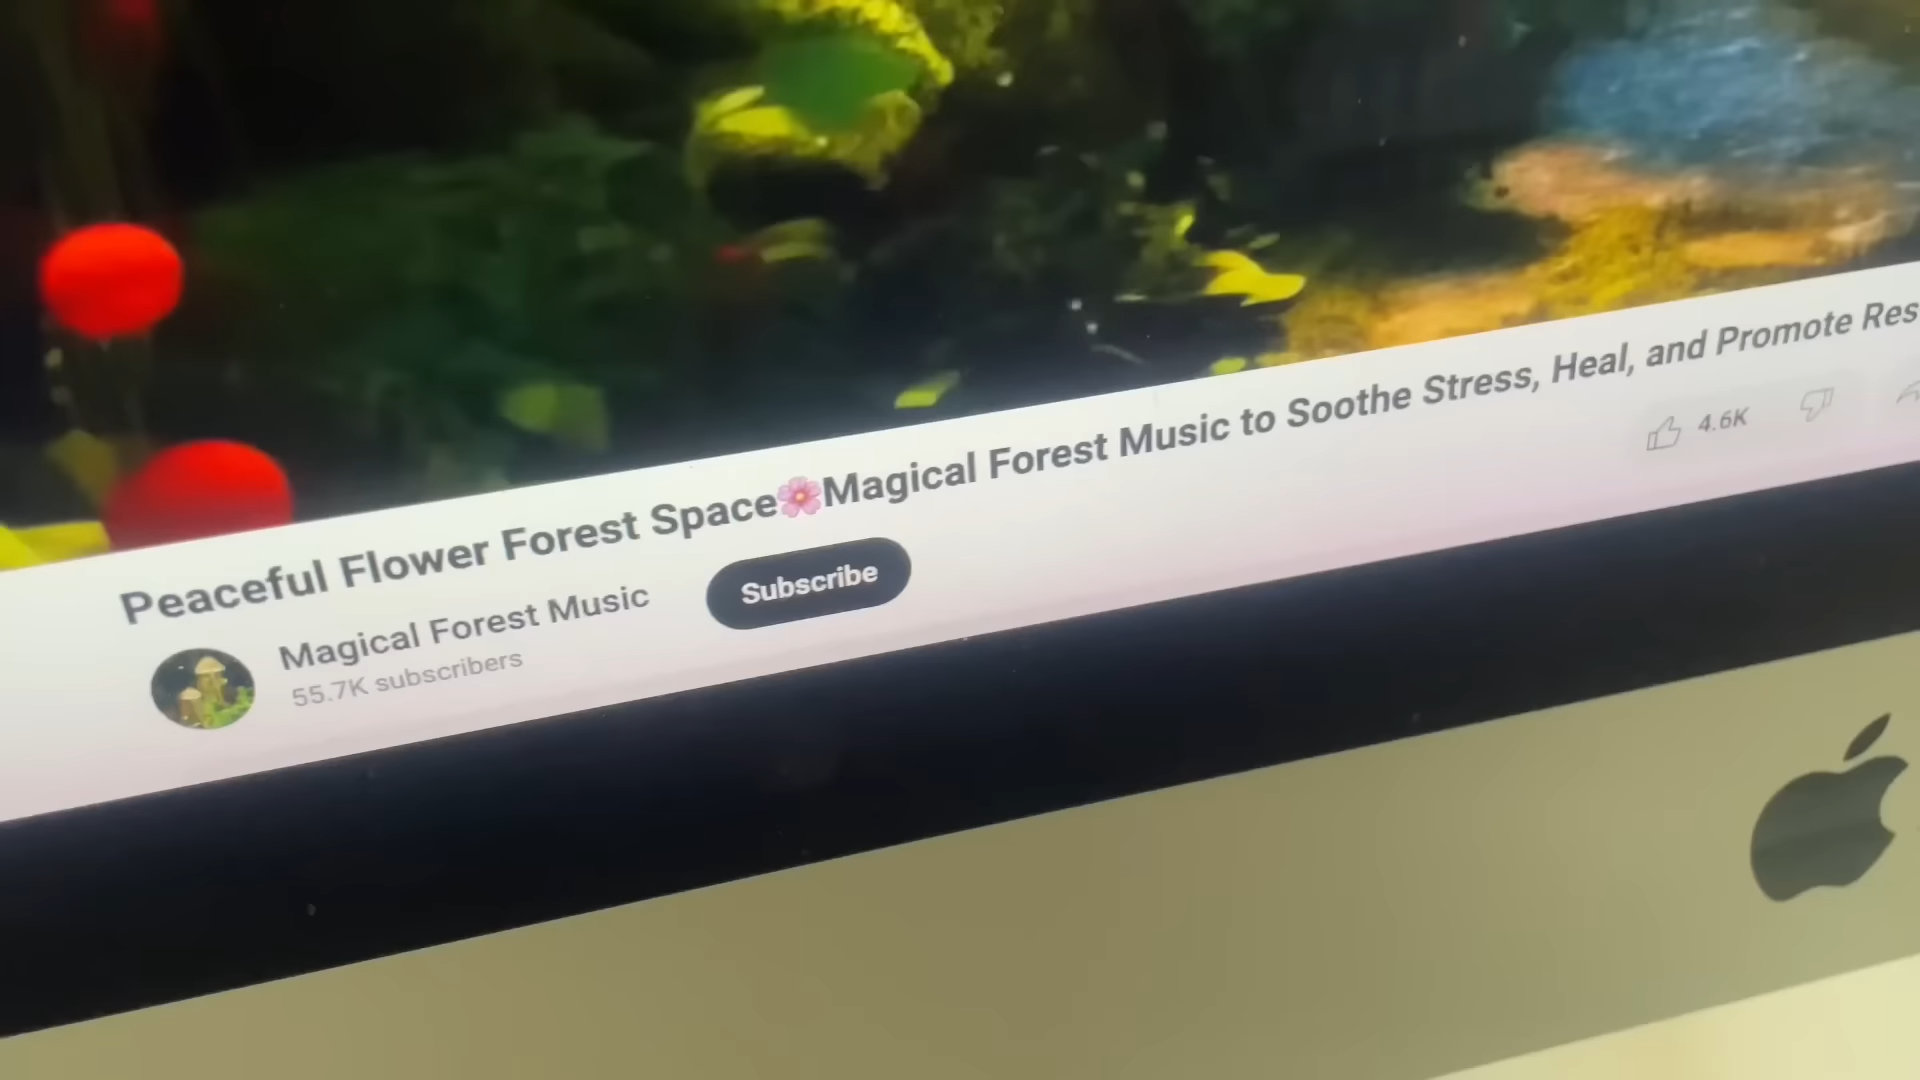 Peaceful Flower Forest Space🌸Magical Forest Music to Soothe Stress, Heal, and Promote
Magical Forest Music
55.7K subscribers
Subscribe
4.6K